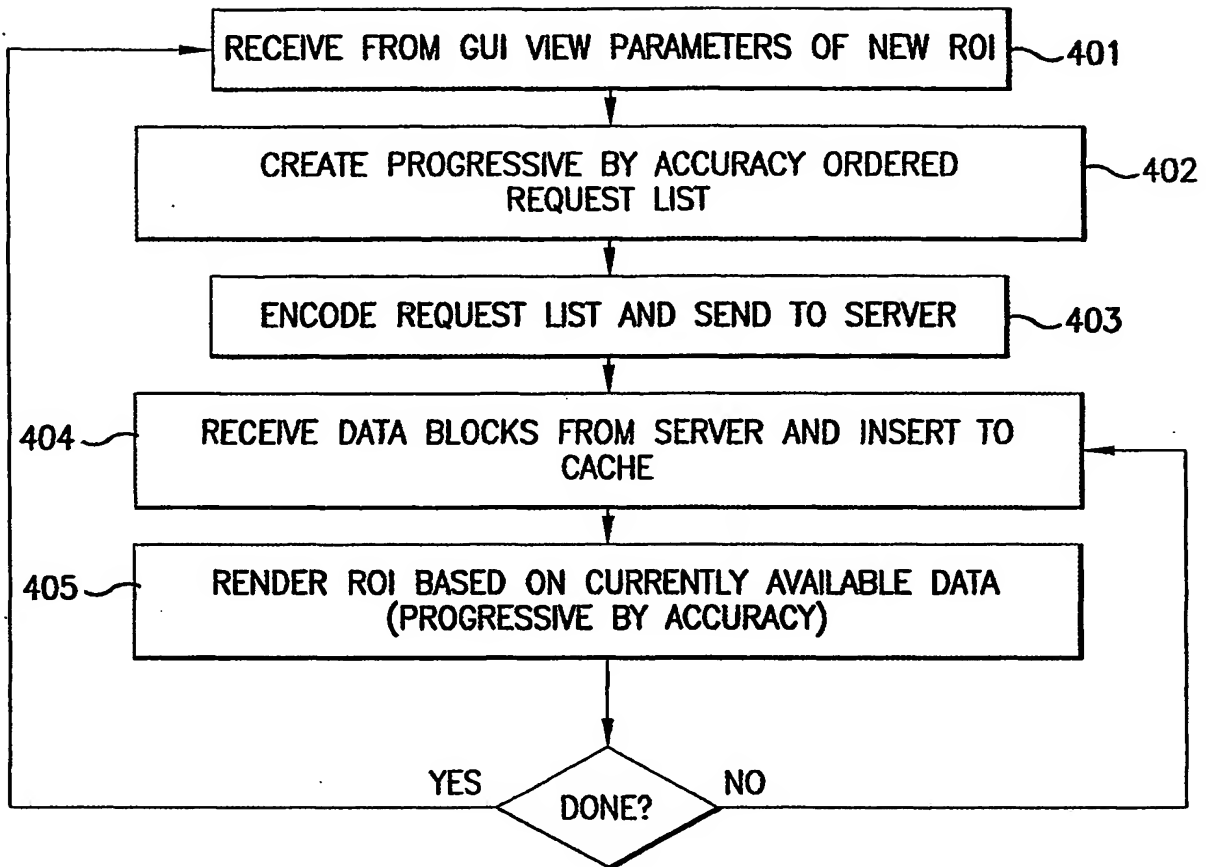 RECEIVE FROM GUI VIEW PARAMETERS OF NEW ROI
401
CREATE PROGRESSIVE BY ACCURACY ORDERED
REQUEST LIST
402
ENCODE REQUEST LIST AND SEND TO SERVER
403
404
RECEIVE DATA BLOCKS FROM SERVER AND INSERT TO
CACHE
405
RENDER ROI BASED ON CURRENTLY AVAILABLE DATA
(PROGRESSIVE BY ACCURACY)
YES
DONE?
NO